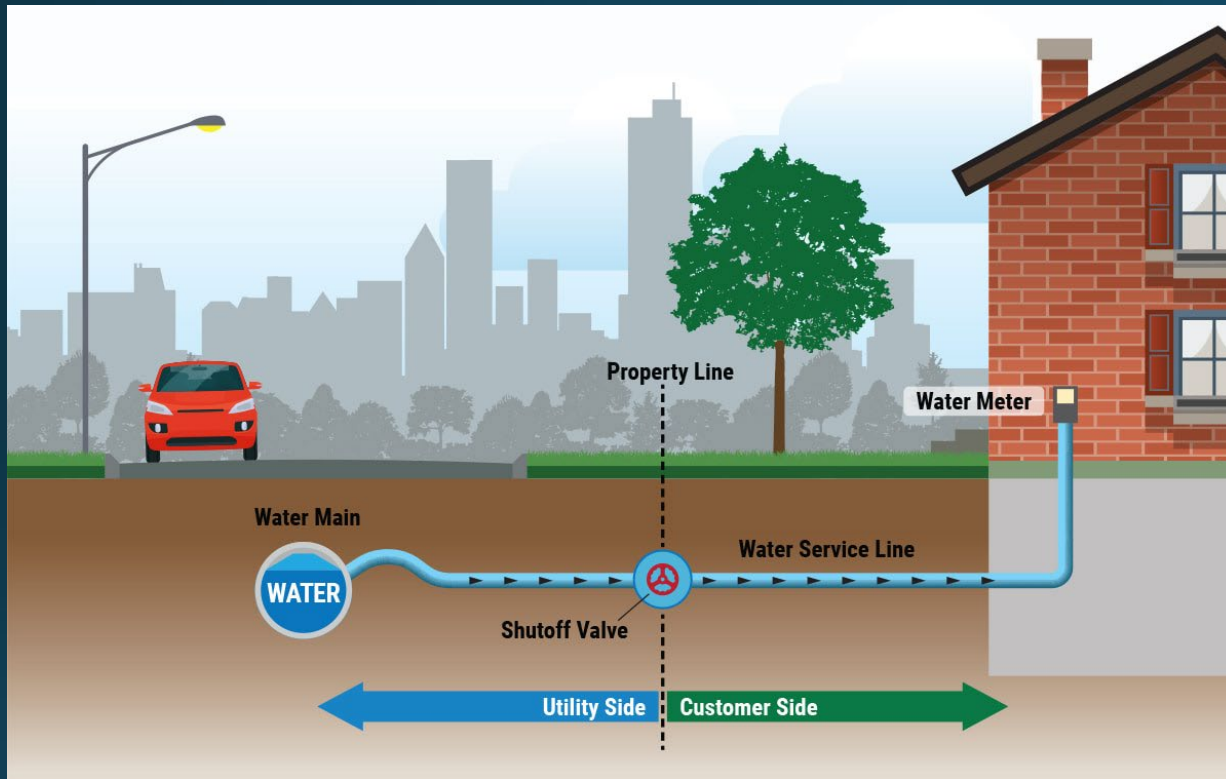 Property Line
Water Meter
Water Main
WATER
Water Service Line
Shutoff Valve
Utility Side
Customer Side